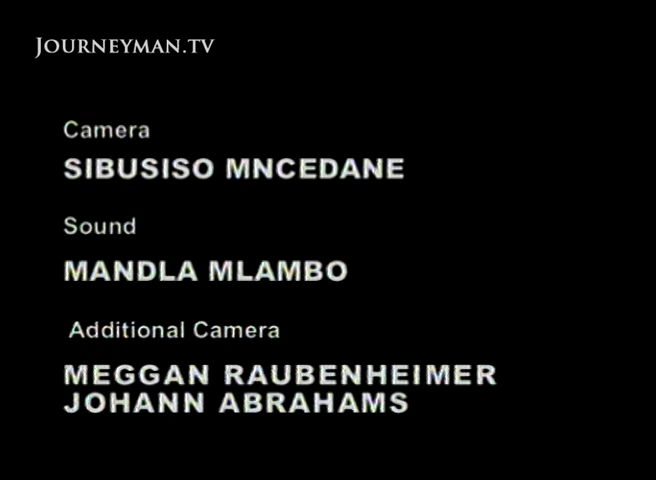 JOURNEYMAN.TV
Camera
SIBUSISO MNCEDANE
Sound
MANDLA MLAMBO
Additional Camera
MEGGAN RAUBENHEIMER
JOHANN ABRAHAMS